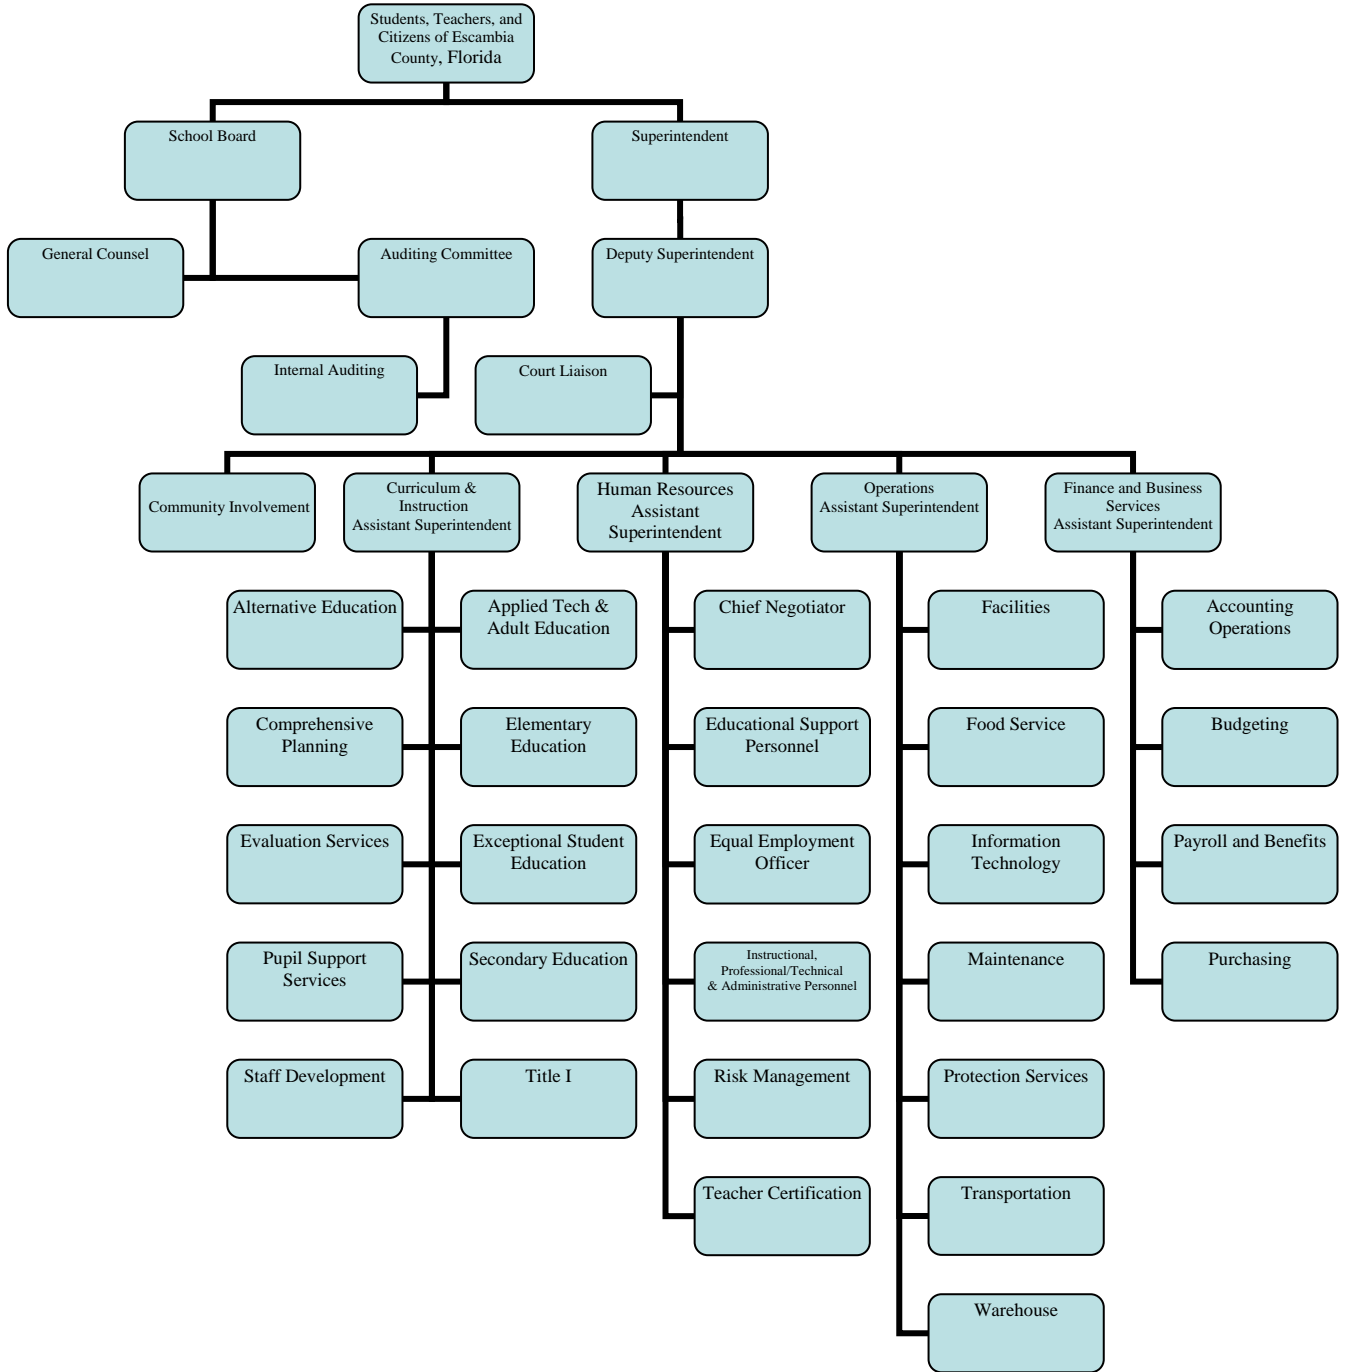 Students, Teachers, and
Citizens of Escambia
County, Florida
School Board
Superintendent
General Counsel
Auditing Committee
Deputy Superintendent
Internal Auditing
Court Liaison
Community Involvement
Curriculum &
Instruction
Assistant Superintendent
Human Resources
Assistant
Superintendent
Operations
Assistant Superintendent
Finance and Business
Services
Assistant Superintendent
Alternative Education
Applied Tech &
Adult Education
Chief Negotiator
Facilities
Accounting
Operations
Comprehensive
Planning
Elementary
Education
Educational Support
Personnel
Food Service
Budgeting
Evaluation Services
Exceptional Student
Education
Equal Employment
Officer
Information
Technology
Payroll and Benefits
Pupil Support
Services
Secondary Education
Instructional,
Professional/Technical
& Administrative Personnel
Maintenance
Purchasing
Staff Development
Title I
Risk Management
Protection Services
Teacher Certification
Transportation
Warehouse